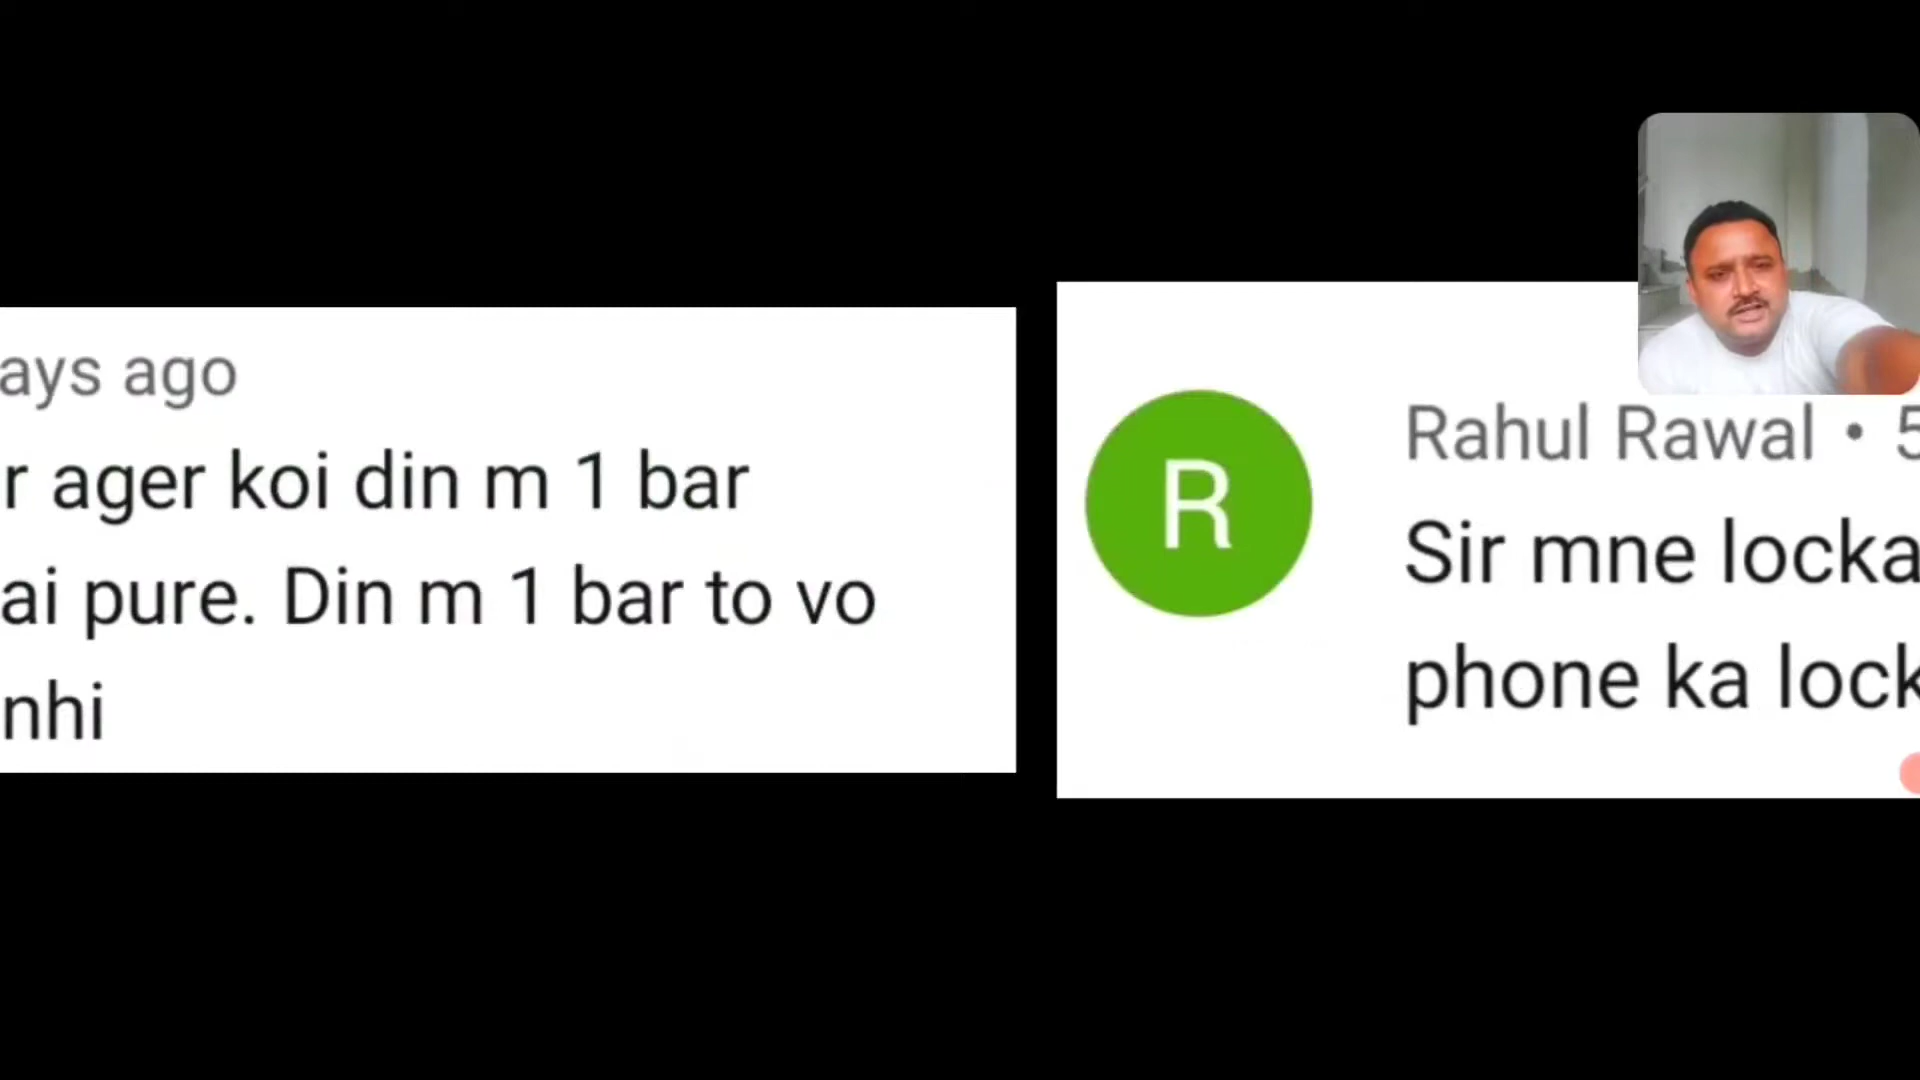 ays ago
r ager koi din m 1 bar
ai pure. Din m 1 bar to vo
nhi
R
Rahul Rawal • 5
Sir mne locka
phone ka lock